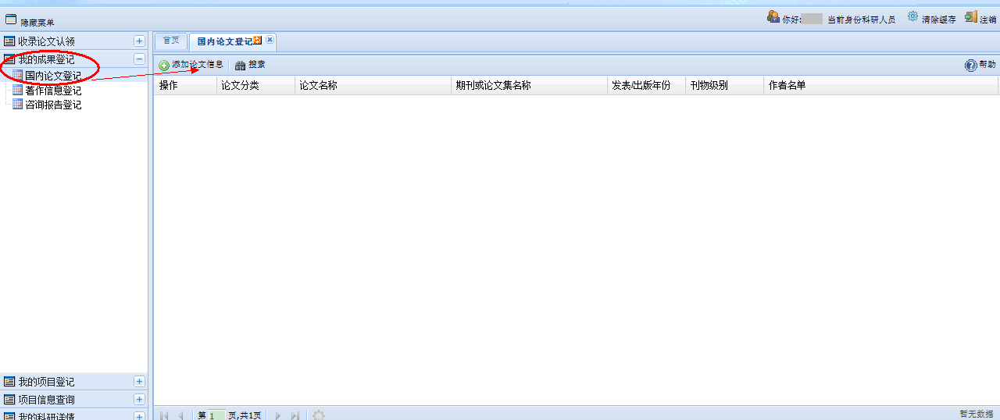 隐藏菜单
你好:
当前身份科研人员
清除缓存
注销
收录论文认领
我的成果登记
国内论文登记
著作信息登记
咨询报告登记
首页
国内论文登记
添加论文信息
搜索
帮助
操作
论文分类
论文名称
期刊或论文集名称
发表/出版年份
刊物级别
作者名单
我的项目登记
项目信息查询
我的科研详情
第 1 页,共1页
暂无数据